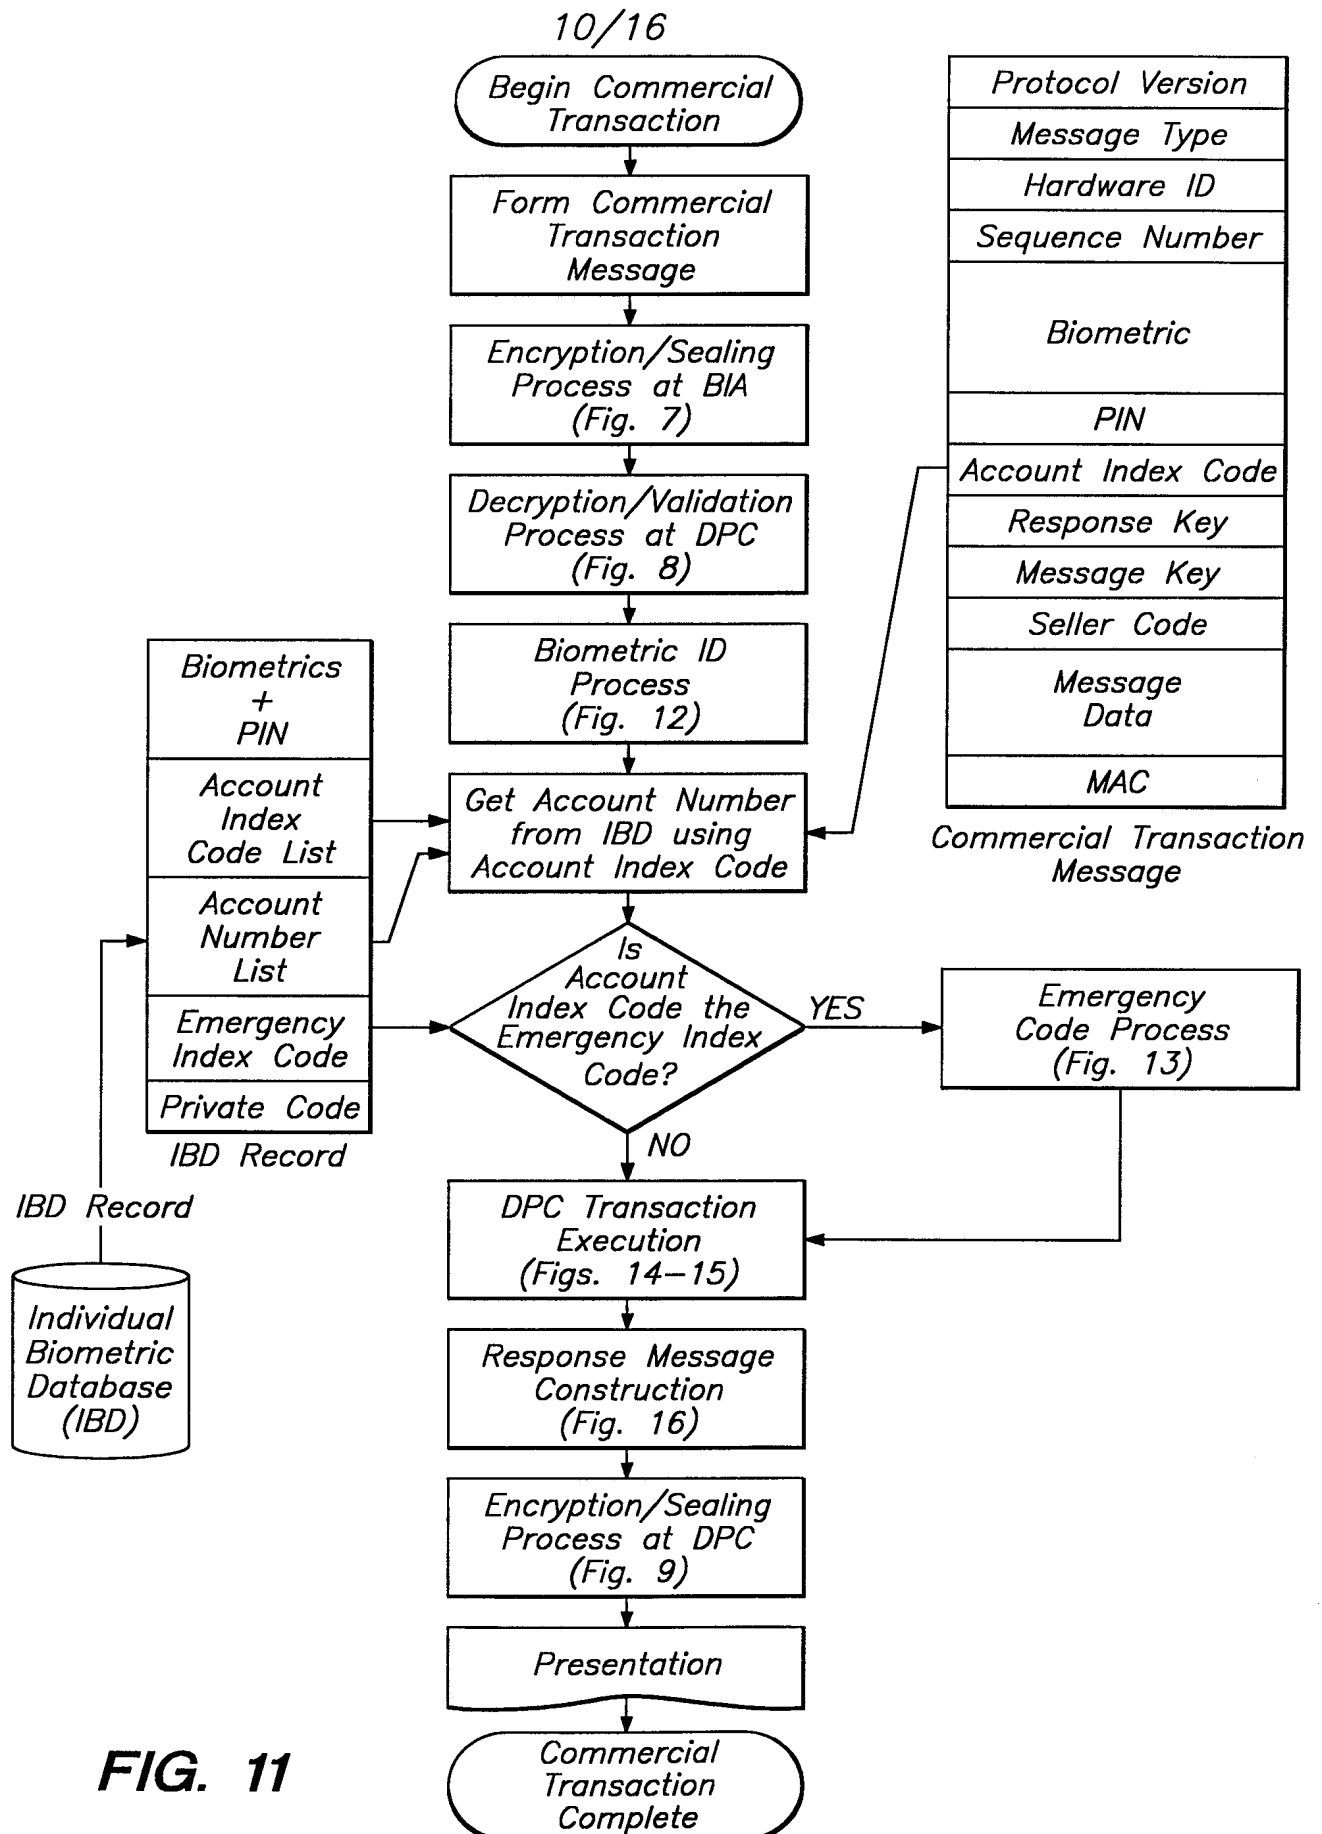 10/16
Begin Commercial
Transaction
Form Commercial
Transaction
Message
Encryption/Sealing
Process at BIA
(Fig. 7)
Decryption/Validation
Process at DPC
(Fig. 8)
Biometric ID
Process
(Fig. 12)
Get Account Number
from IBD using
Account Index Code
Is
Account
Index Code the
Emergency Index
Code?
YES
NO
Emergency
Code Process
(Fig. 13)
DPC Transaction
Execution
(Figs. 14-15)
Response Message
Construction
(Fig. 16)
Encryption/Sealing
Process at DPC
(Fig. 9)
Presentation
Commercial
Transaction
Complete
Protocol Version
Message Type
Hardware ID
Sequence Number
Biometric
PIN
Account Index Code
Response Key
Message Key
Seller Code
Message
Data
MAC
Commercial Transaction
Message
Biometrics
+
PIN
Account
Index
Code List
Account
Number
List
Emergency
Index Code
Private Code
IBD Record
IBD Record
Individual
Biometric
Database
(IBD)
FIG. 11